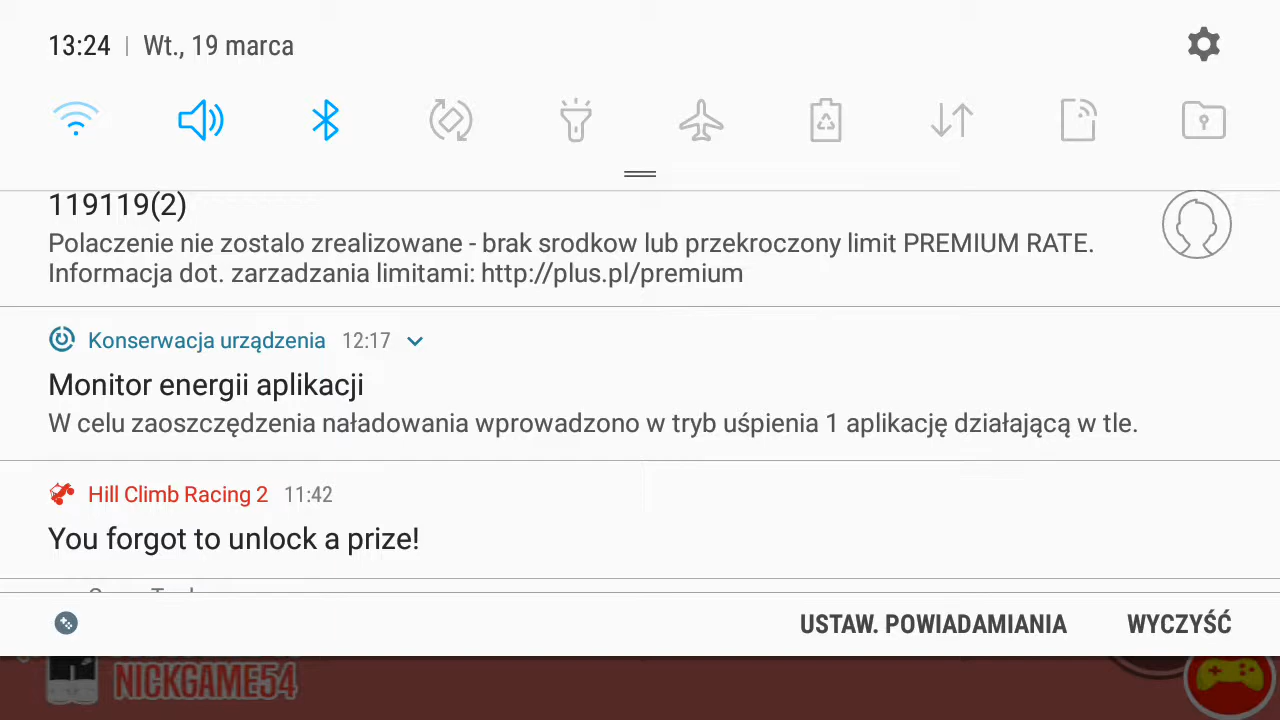 13:24 | Wt., 19 marca
119119(2)
Polaczenie nie zostalo zrealizowane - brak srodkow lub przekroczony limit PREMIUM RATE.
Informacja dot. zarzadzania limitami: http://plus.pl/premium
Konserwacja urządzenia 12:17
Monitor energii aplikacji
W celu zaoszczędzenia naładowania wprowadzono w tryb uśpienia 1 aplikację działającą w tle.
Hill Climb Racing 2 11:42
You forgot to unlock a prize!
USTAW. POWIADAMIANIA WYCZYŚĆ
NICKGAME54